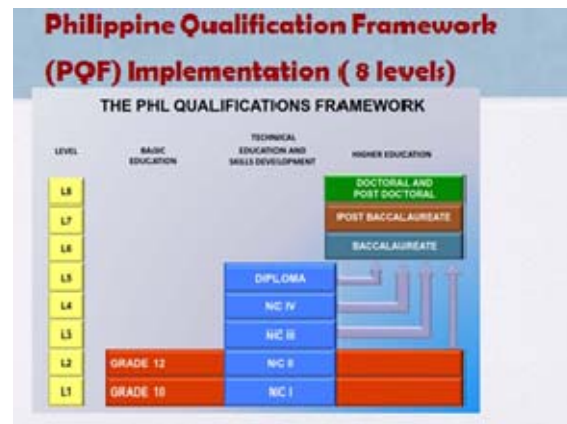 Philippine Qualification Framework
(PQF) Implementation ( 8 levels)
THE PHL QUALIFICATIONS FRAMEWORK
LEVEL
BASIC
EDUCATION
TECHNICAL
EDUCATION AND
SKILLS DEVELOPMENT
HIGHER EDUCATION
L8
DOCTORAL AND
POST DOCTORAL
L7
POST BACCALAUREATE
L6
BACCALAUREATE
L5
DIPLOMA
L4
NC IV
L3
NC III
L2
GRADE 12
NC II
L1
GRADE 10
NC I